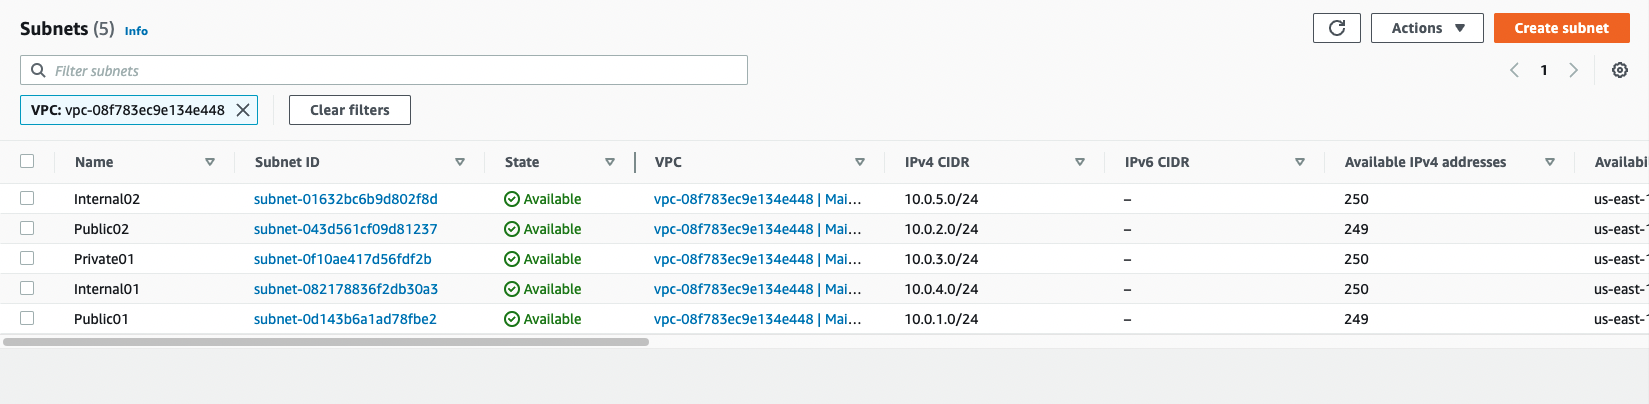 Subnets (5) Info Actions Create subnet
Filter subnets 1
VPC: vpc-08f783ec9e134e448 Clear filters
Name Subnet ID State VPC IPv4 CIDR IPv6 CIDR Available IPv4 addresses Availabi
Internal02 subnet-01632bc6b9d802f8d Available vpc-08f783ec9e134e448 | Mai... 10.0.5.0/24 – 250 us-east-1
Public02 subnet-043d561cf09d81237 Available vpc-08f783ec9e134e448 | Mai... 10.0.2.0/24 – 249 us-east-1
Private01 subnet-0f10ae417d56fdf2b Available vpc-08f783ec9e134e448 | Mai... 10.0.3.0/24 – 250 us-east-1
Internal01 subnet-082178836f2db30a3 Available vpc-08f783ec9e134e448 | Mai... 10.0.4.0/24 – 250 us-east-1
Public01 subnet-0d143b6a1ad78fbe2 Available vpc-08f783ec9e134e448 | Mai... 10.0.1.0/24 – 249 us-east-1